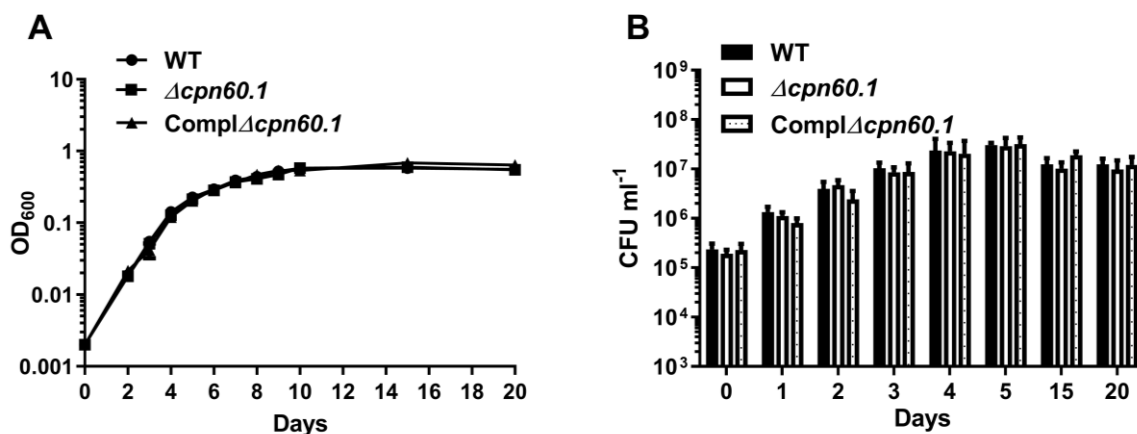 A
WT
Δcpn60.1
ComplΔcpn60.1
10
1
0.1
0.01
0.001
OD600
0 2 4 6 8 10 12 14 16 18 20
Days
B
WT
Δcpn60.1
ComplΔcpn60.1
10⁹
10⁸
10⁷
10⁶
10⁵
10⁴
10³
CFU ml⁻¹
0 1 2 3 4 5 15 20
Days